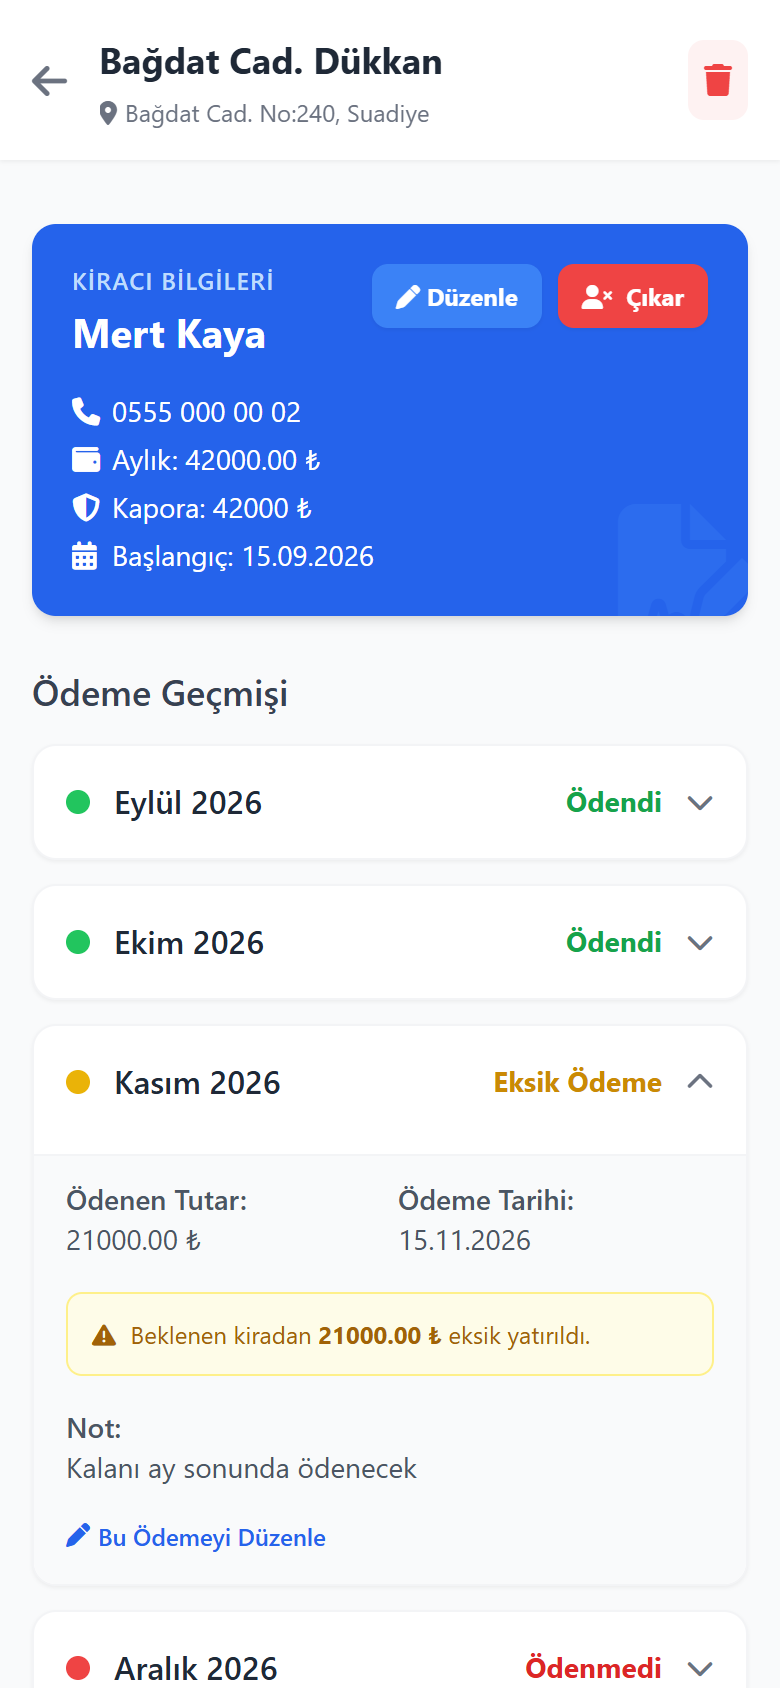 Bağdat Cad. Dükkan
Bağdat Cad. No:240, Suadiye
KİRACI BİLGİLERİ
Mert Kaya
Düzenle
Çıkar
0555 000 00 02
Aylık: 42000.00 ₺
Kapora: 42000 ₺
Başlangıç: 15.09.2026
Ödeme Geçmişi
Eylül 2026
Ödendi
Ekim 2026
Ödendi
Kasım 2026
Eksik Ödeme
Ödenen Tutar:
21000.00 ₺
Ödeme Tarihi:
15.11.2026
Beklenen kiradan 21000.00 ₺ eksik yatırıldı.
Not:
Kalanı ay sonunda ödenecek
Bu Ödemeyi Düzenle
Aralık 2026
Ödenmedi